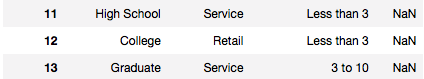 11 High School Service Less than 3 NaN
12 College Retail Less than 3 NaN
13 Graduate Service 3 to 10 NaN